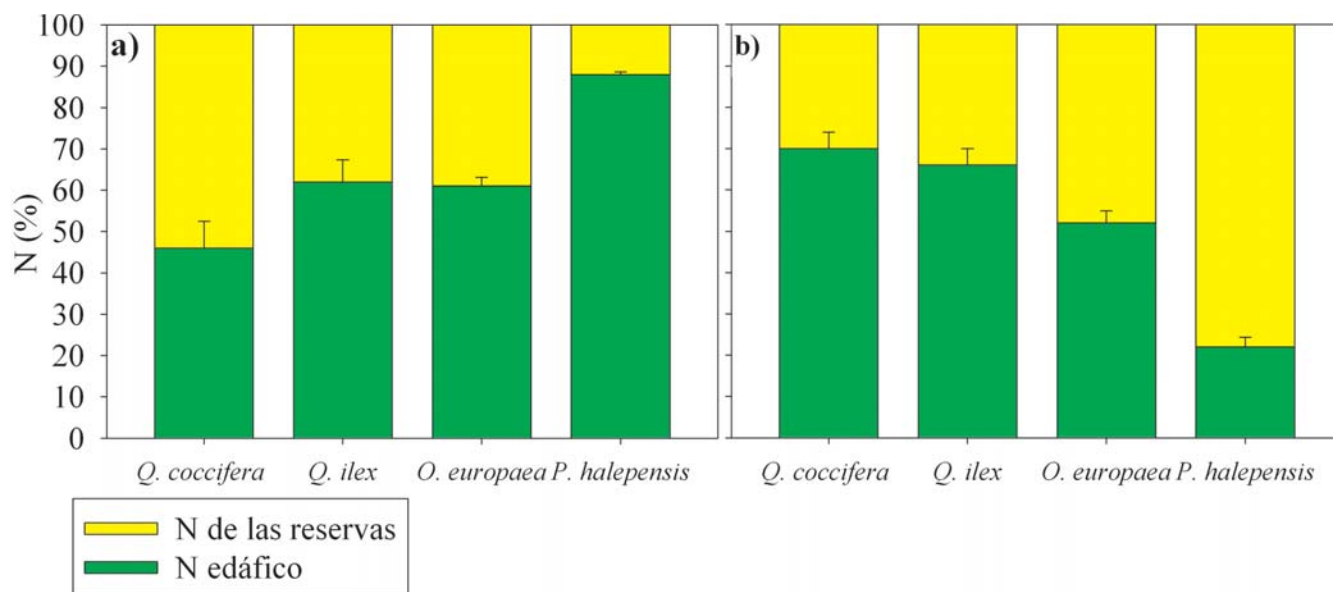 a)
b)
N (%)
100
90
80
70
60
50
40
30
20
10
0
Q. coccifera Q. ilex O. europaea P. halepensis
Q. coccifera Q. ilex O. europaea P. halepensis
N de las reservas
N edáfico